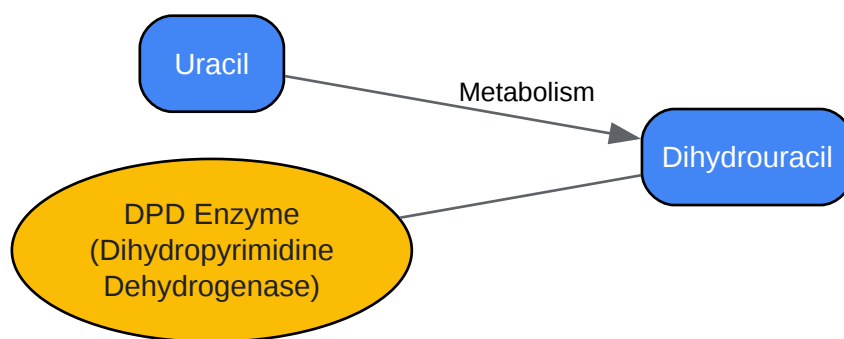 Uracil
Metabolism
Dihydrouracil
DPD Enzyme
(Dihydropyrimidine
Dehydrogenase)